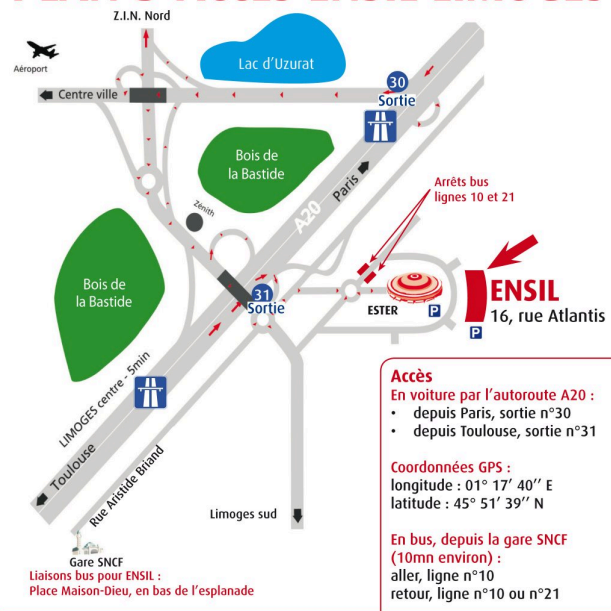 Z.I.N. Nord
Aéroport
Lac d'Uzurat
Centre ville
30
Sortie
Bois de
la Bastide
Paris
A20
Zénith
Arrêts bus
lignes 10 et 21
Bois de
la Bastide
31
Sortie
ESTER
P
P
ENSIL
16, rue Atlantis
LIMOGES centre - 5min
Toulouse
Rue Aristide Briand
Limoges sud
Gare SNCF
Liaisons bus pour ENSIL :
Place Maison-Dieu, en bas de l'esplanade
Accès
En voiture par l'autoroute A20 :
• depuis Paris, sortie n°30
• depuis Toulouse, sortie n°31
Coordonnées GPS :
longitude : 01° 17' 40'' E
latitude : 45° 51' 39'' N
En bus, depuis la gare SNCF
(10mn environ) :
aller, ligne n°10
retour, ligne n°10 ou n°21